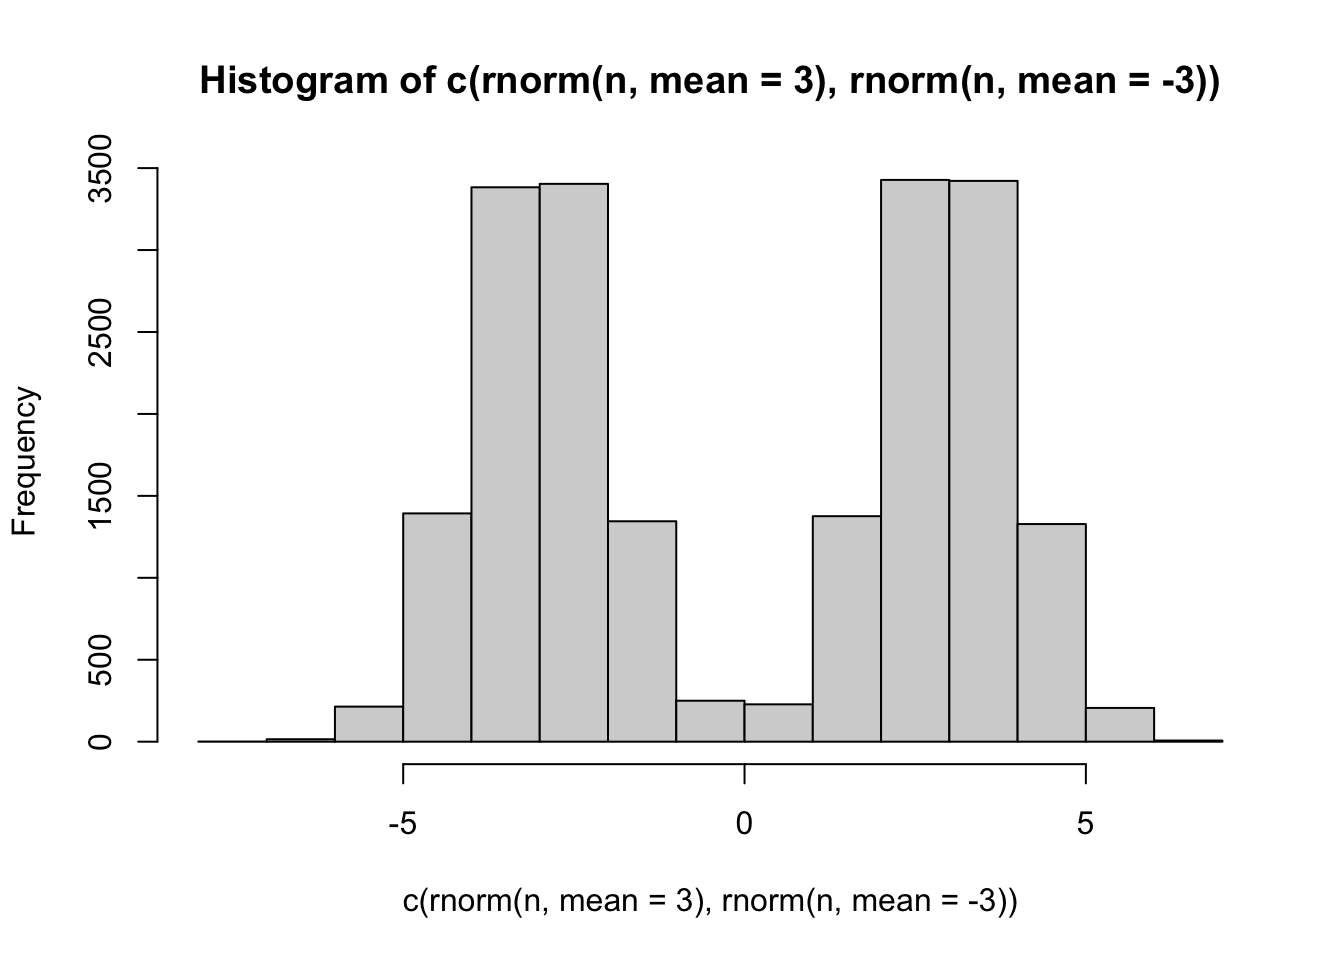 Histogram of c(rnorm(n, mean = 3), rnorm(n, mean = -3))
Frequency
3500
2500
1500
500
0
-5 0 5
c(rnorm(n, mean = 3), rnorm(n, mean = -3))